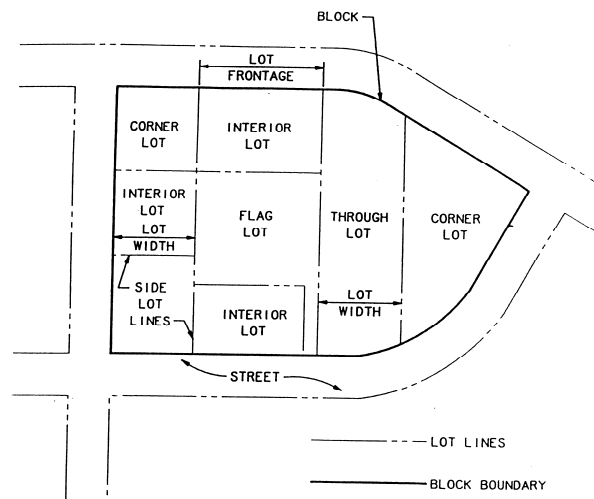 BLOCK
LOT
FRONTAGE
CORNER
LOT
INTERIOR
LOT
INTERIOR
LOT
LOT
WIDTH
FLAG
LOT
THROUGH
LOT
CORNER
LOT
SIDE
LOT
LINES
INTERIOR
LOT
LOT
WIDTH
STREET
LOT LINES
BLOCK BOUNDARY